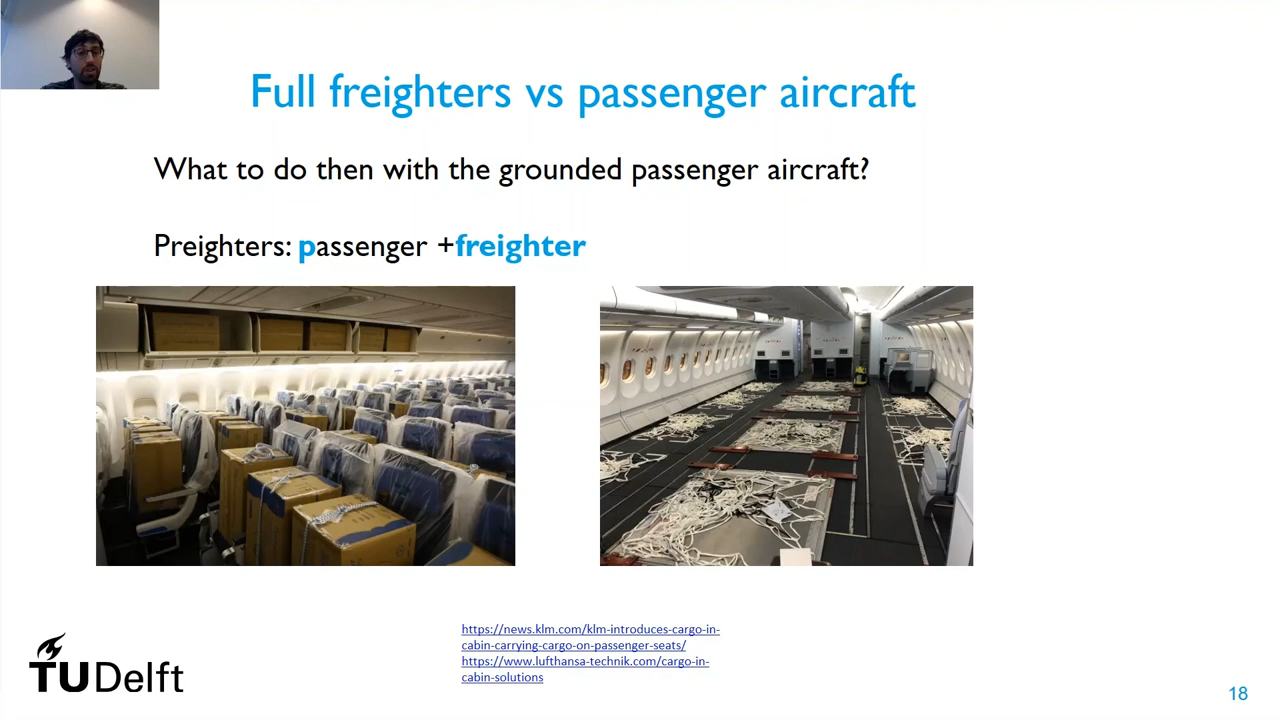 Full freighters vs passenger aircraft
What to do then with the grounded passenger aircraft?
Preighters: passenger +freighter
https://news.klm.com/klm-introduces-cargo-in-
cabin-carrying-cargo-on-passenger-seats/
https://www.lufthansa-technik.com/cargo-in-
cabin-solutions
TU Delft
18